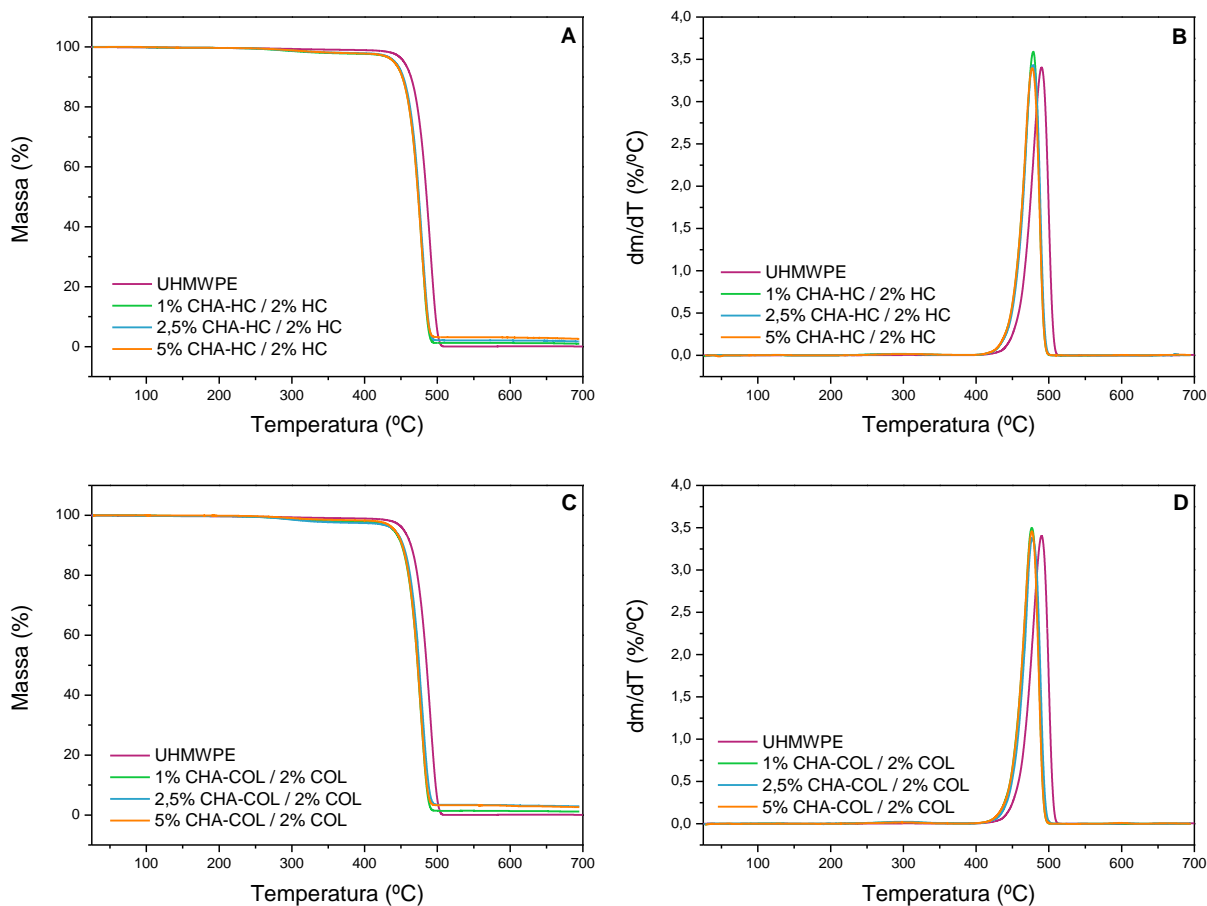 A
100
80
60
40
20
0
Massa (%)
UHMWPE
1% CHA-HC / 2% HC
2,5% CHA-HC / 2% HC
5% CHA-HC / 2% HC
100 200 300 400 500 600 700
Temperatura (ºC)
B
4,0
3,5
3,0
2,5
2,0
1,5
1,0
0,5
0,0
dm/dT (%/ºC)
UHMWPE
1% CHA-HC / 2% HC
2,5% CHA-HC / 2% HC
5% CHA-HC / 2% HC
100 200 300 400 500 600 700
Temperatura (ºC)
C
100
80
60
40
20
0
Massa (%)
UHMWPE
1% CHA-COL / 2% COL
2,5% CHA-COL / 2% COL
5% CHA-COL / 2% COL
100 200 300 400 500 600 700
Temperatura (ºC)
D
4,0
3,5
3,0
2,5
2,0
1,5
1,0
0,5
0,0
dm/dT (%/ºC)
UHMWPE
1% CHA-COL / 2% COL
2,5% CHA-COL / 2% COL
5% CHA-COL / 2% COL
100 200 300 400 500 600 700
Temperatura (ºC)